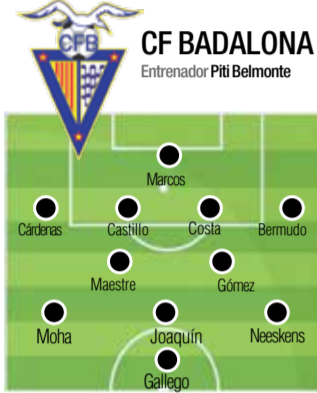 CFB
CF BADALONA
Entrenador Piti Belmonte
Marcos
Cárdenas Castillo Costa Bermudo
Maestre Gómez
Moha Joaquín Neeskens
Gallego